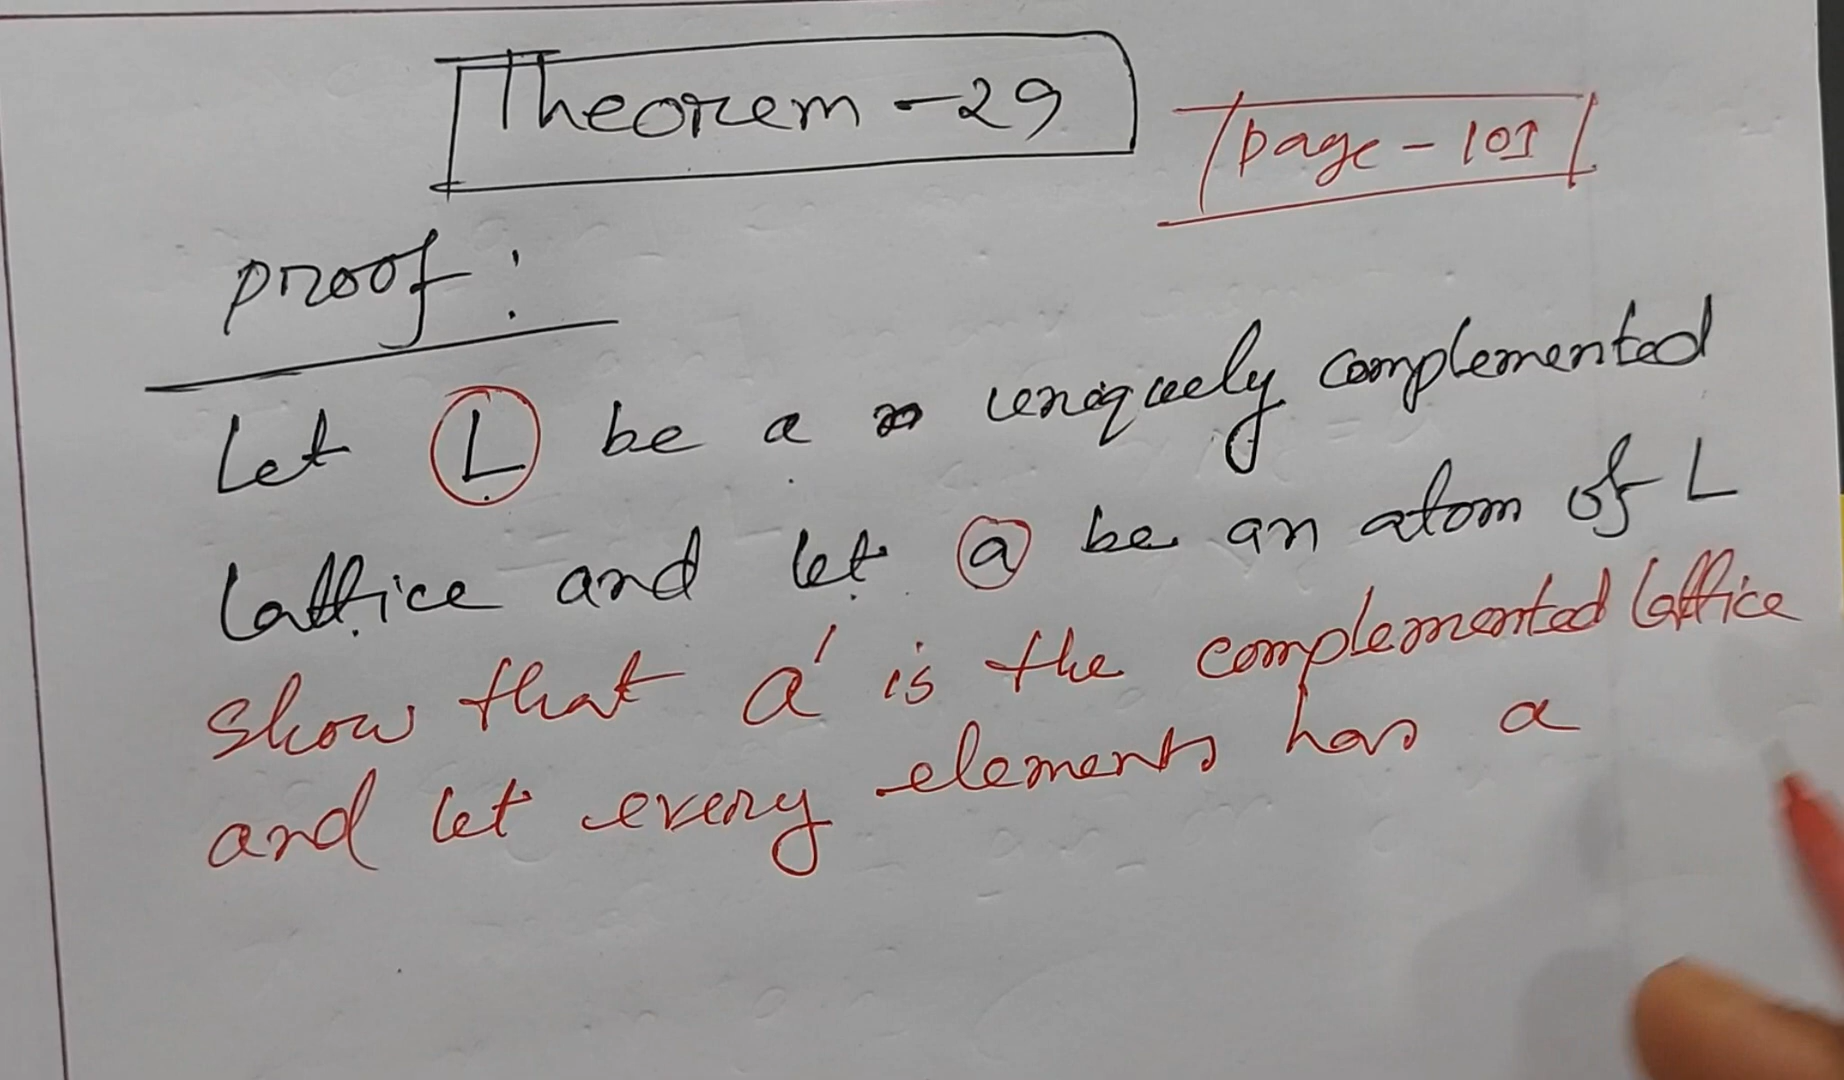 Theorem - 29
page - 101
proof :
Let L be a uniquely complemented
lattice and let a be an atom of L
show that a' is the complemented lattice
and let every elements has a